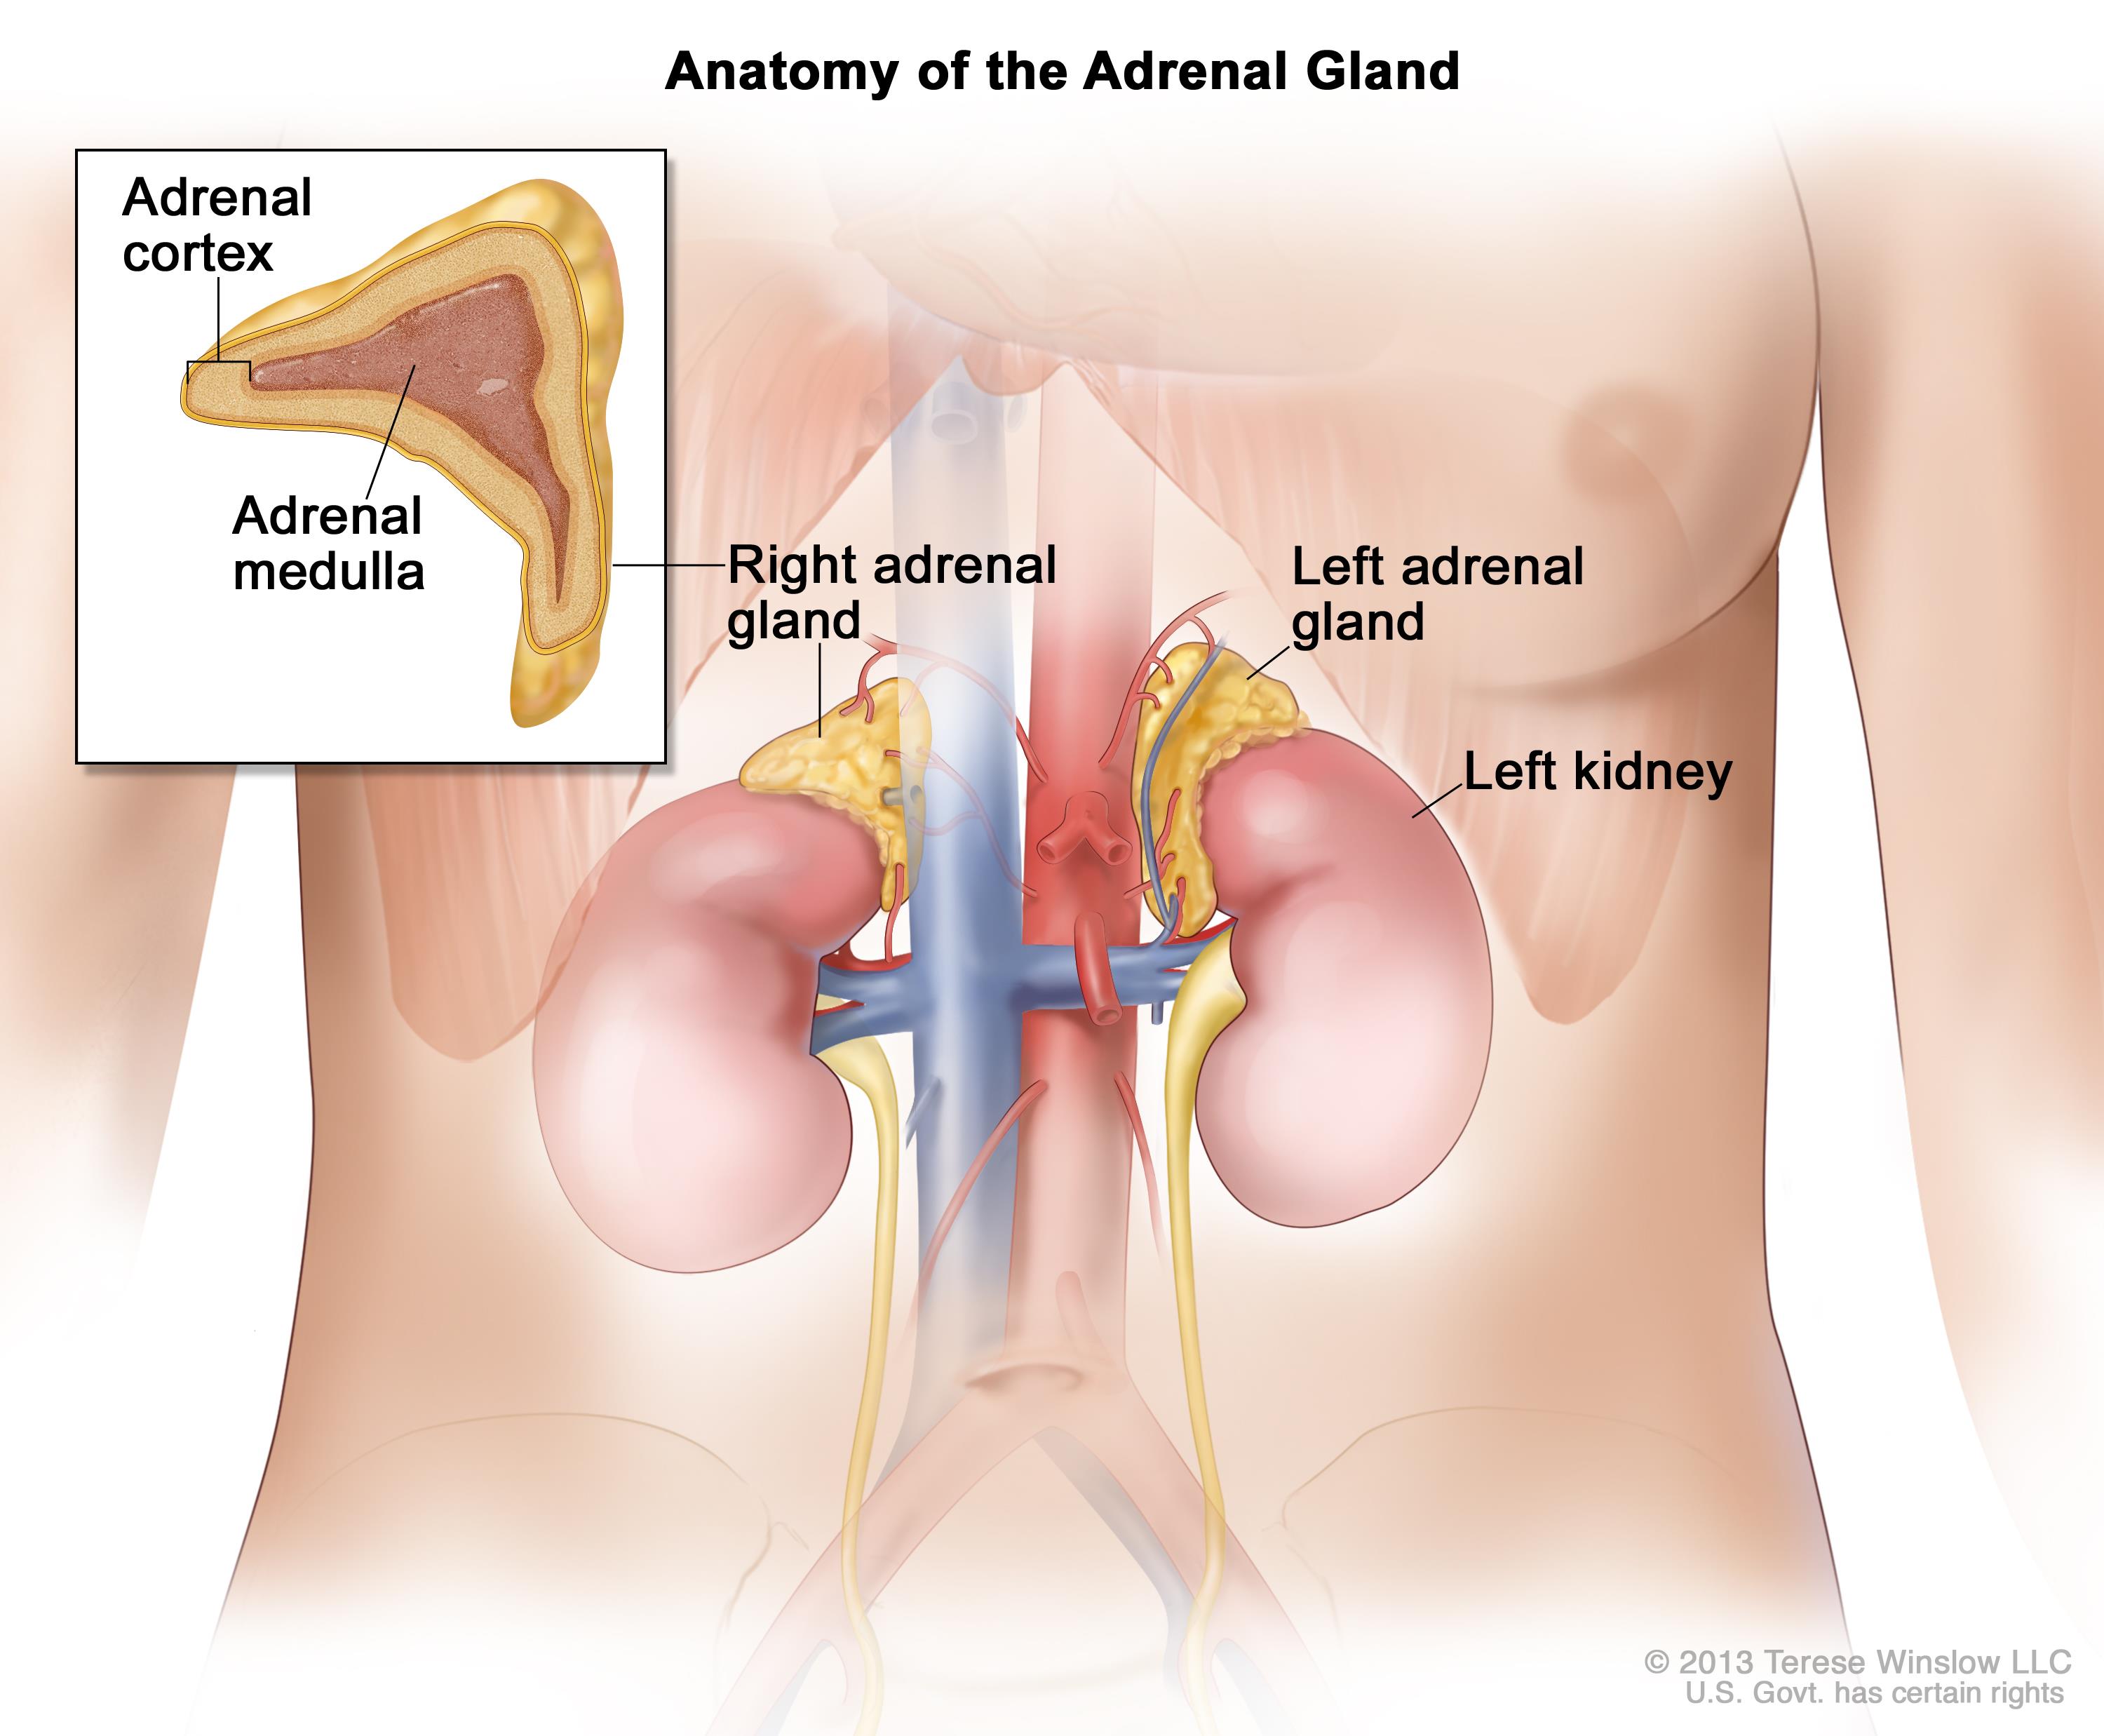 Anatomy of the Adrenal Gland
Adrenal
cortex
Adrenal
medulla
Right adrenal
gland
Left adrenal
gland
Left kidney
© 2013 Terese Winslow LLC
U.S. Govt. has certain rights